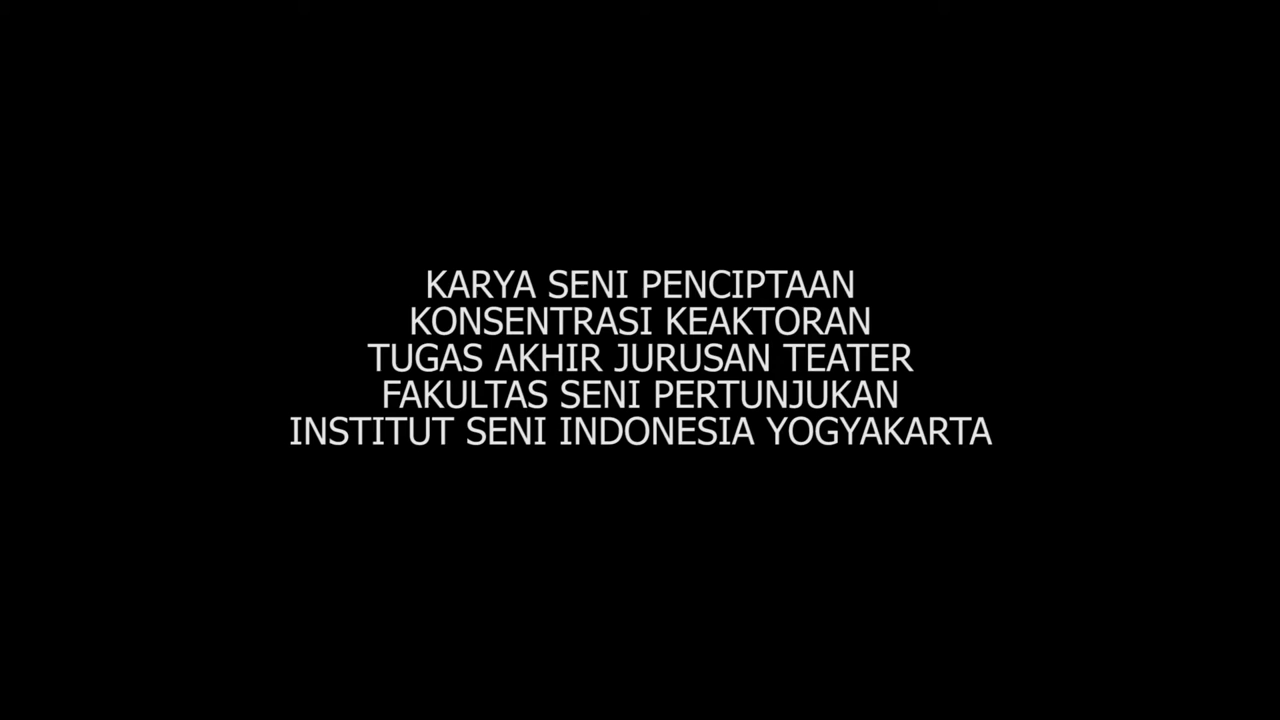 KARYA SENI PENCIPTAAN
KONSENTRASI KEAKTORAN
TUGAS AKHIR JURUSAN TEATER
FAKULTAS SENI PERTUNJUKAN
INSTITUT SENI INDONESIA YOGYAKARTA